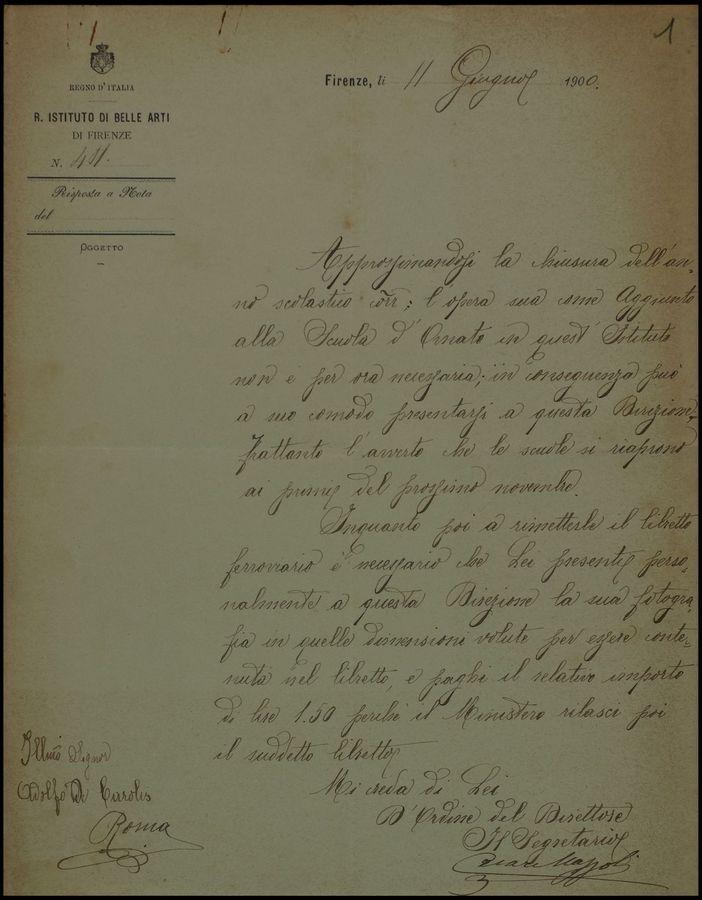 1
REGNO D'ITALIA
R. ISTITUTO DI BELLE ARTI
DI FIRENZE
N. 411.
Risposta a Nota
del
OGGETTO
Firenze, li 11 Giugno 1900.
Approssimandosi la chiusura dell'an-
no scolastico corr:, l'opera sua come Aggiunto
alla Scuola d'Ornato in quest'Istituto
non è per ora necessaria; in conseguenza può
a suo comodo presentarsi a questa Direzione
frattanto l'avverto che le scuole si riaprono
ai primi del prossimo novembre.
Inquanto poi a rimetterle il libretto
ferroviario è necessario che Lei presenti perso-
nalmente a questa Direzione la sua fotogra-
fia in quelle dimensioni volute per essere conte-
nuta nel libretto, e paghi il relativo importo
di lire 1.50 perchè il Ministero rilasci poi
il suddetto libretto
Mi creda di Lei
D'Ordine del Direttore
Il Segretario
Illmo Signor
Adolfo De Carolis
Roma